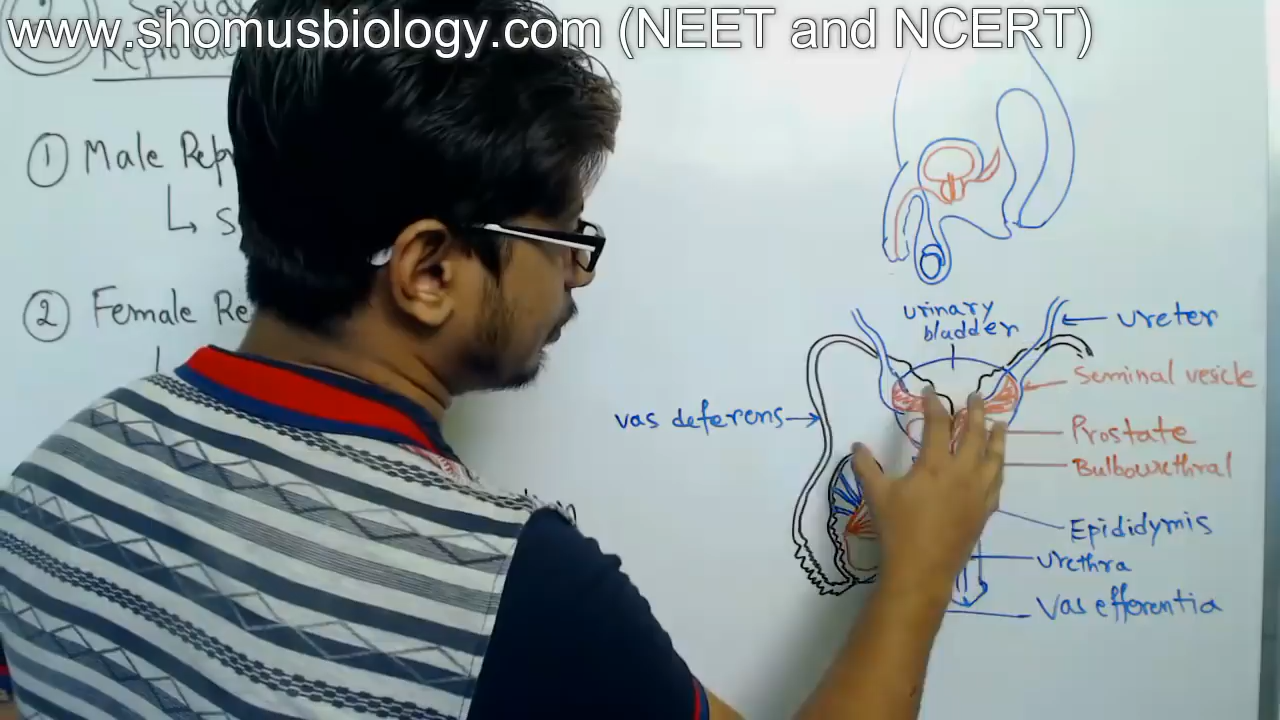 www.shomusbiology.com (NEET and NCERT)
① Male
② Female
urinary
bladder
ureter
Seminal vesicle
vas deferens
Prostate
Bulbourethral
Epididymis
urethra
Vas efferentia